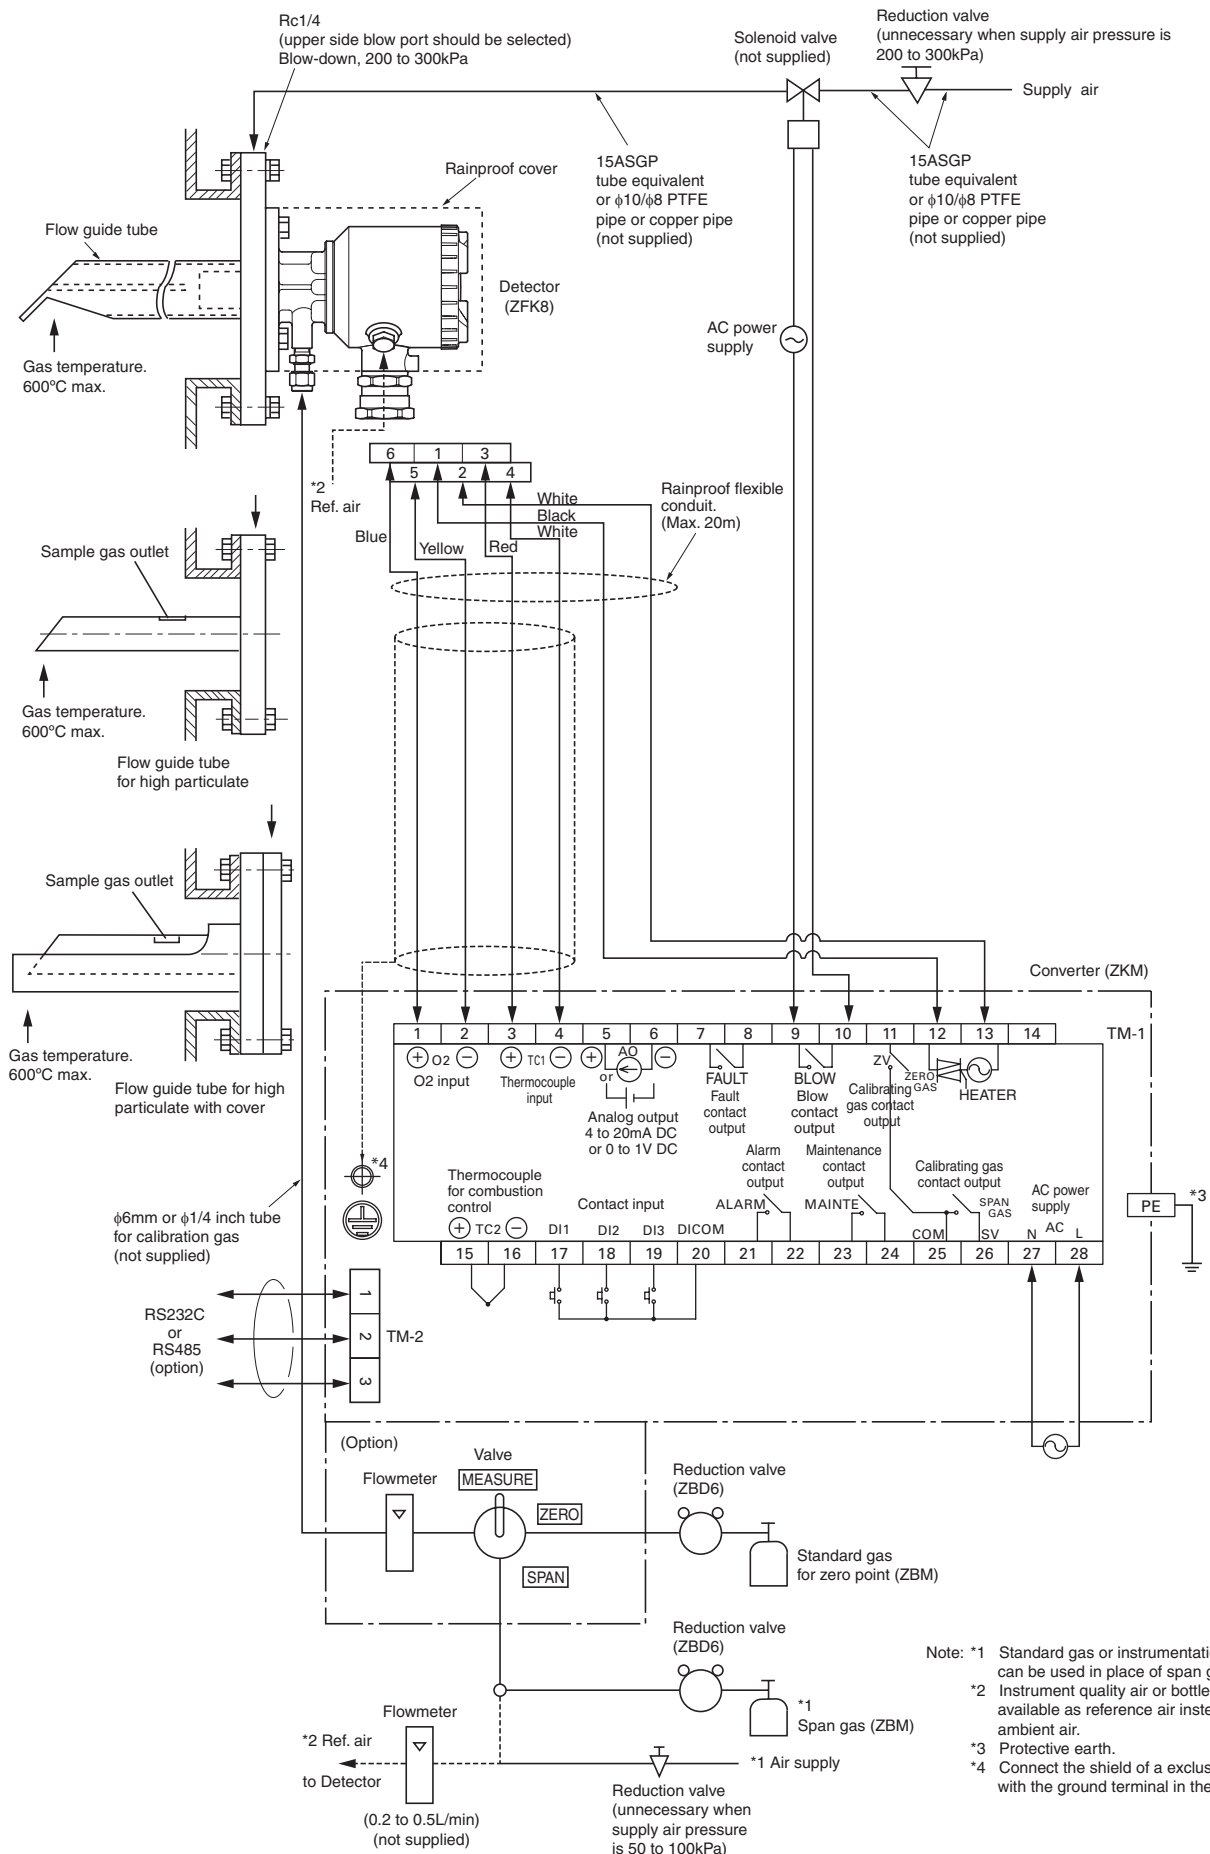 Rc1/4
(upper side blow port should be selected)
Blow-down, 200 to 300kPa
Solenoid valve
(not supplied)
Reduction valve
(unnecessary when supply air pressure is
200 to 300kPa)
Supply air
15ASGP
tube equivalent
or ϕ10/ϕ8 PTFE
pipe or copper pipe
(not supplied)
15ASGP
tube equivalent
or ϕ10/ϕ8 PTFE
pipe or copper pipe
(not supplied)
Rainproof cover
Flow guide tube
Detector
(ZFK8)
AC power
supply
Gas temperature.
600°C max.
6 1 3
5 2 4
*2
Ref. air
White
Black
White
Blue
Yellow
Red
Rainproof flexible
conduit.
(Max. 20m)
Sample gas outlet
Gas temperature.
600°C max.
Flow guide tube
for high particulate
Sample gas outlet
Gas temperature.
600°C max.
Flow guide tube for high
particulate with cover
Converter (ZKM)
1 2 3 4 5 6 7 8 9 10 11 12 13 14
TM-1
+ O2 −
O2 input
+ TC1 −
Thermocouple
input
+ AO −
or
Analog output
4 to 20mA DC
or 0 to 1V DC
FAULT
Fault
contact
output
BLOW
Blow
contact
output
ZV
ZERO
GAS
Calibrating
gas contact
output
HEATER
*4
Thermocouple
for combustion
control
+ TC2 −
Contact input
DI1 DI2 DI3 DICOM
Alarm
contact
output
ALARM
Maintenance
contact
output
MAINTE
Calibrating gas
contact output
SPAN
GAS
COM
SV
AC power
supply
N AC L
15 16 17 18 19 20 21 22 23 24 25 26 27 28
PE
*3
ϕ6mm or ϕ1/4 inch tube
for calibration gas
(not supplied)
RS232C
or
RS485
(option)
1
2
3
TM-2
(Option)
Flowmeter
Valve
MEASURE
ZERO
SPAN
Reduction valve
(ZBD6)
Standard gas
for zero point (ZBM)
Reduction valve
(ZBD6)
*1
Span gas (ZBM)
Flowmeter
*2 Ref. air
to Detector
(0.2 to 0.5L/min)
(not supplied)
*1 Air supply
Reduction valve
(unnecessary when
supply air pressure
is 50 to 100kPa)
Note: *1 Standard gas or
can be used in place of span
*2 Instrument quality air or
available as reference air
ambient air.
*3 Protective earth.
*4 Connect the shield of a
with the ground terminal in the